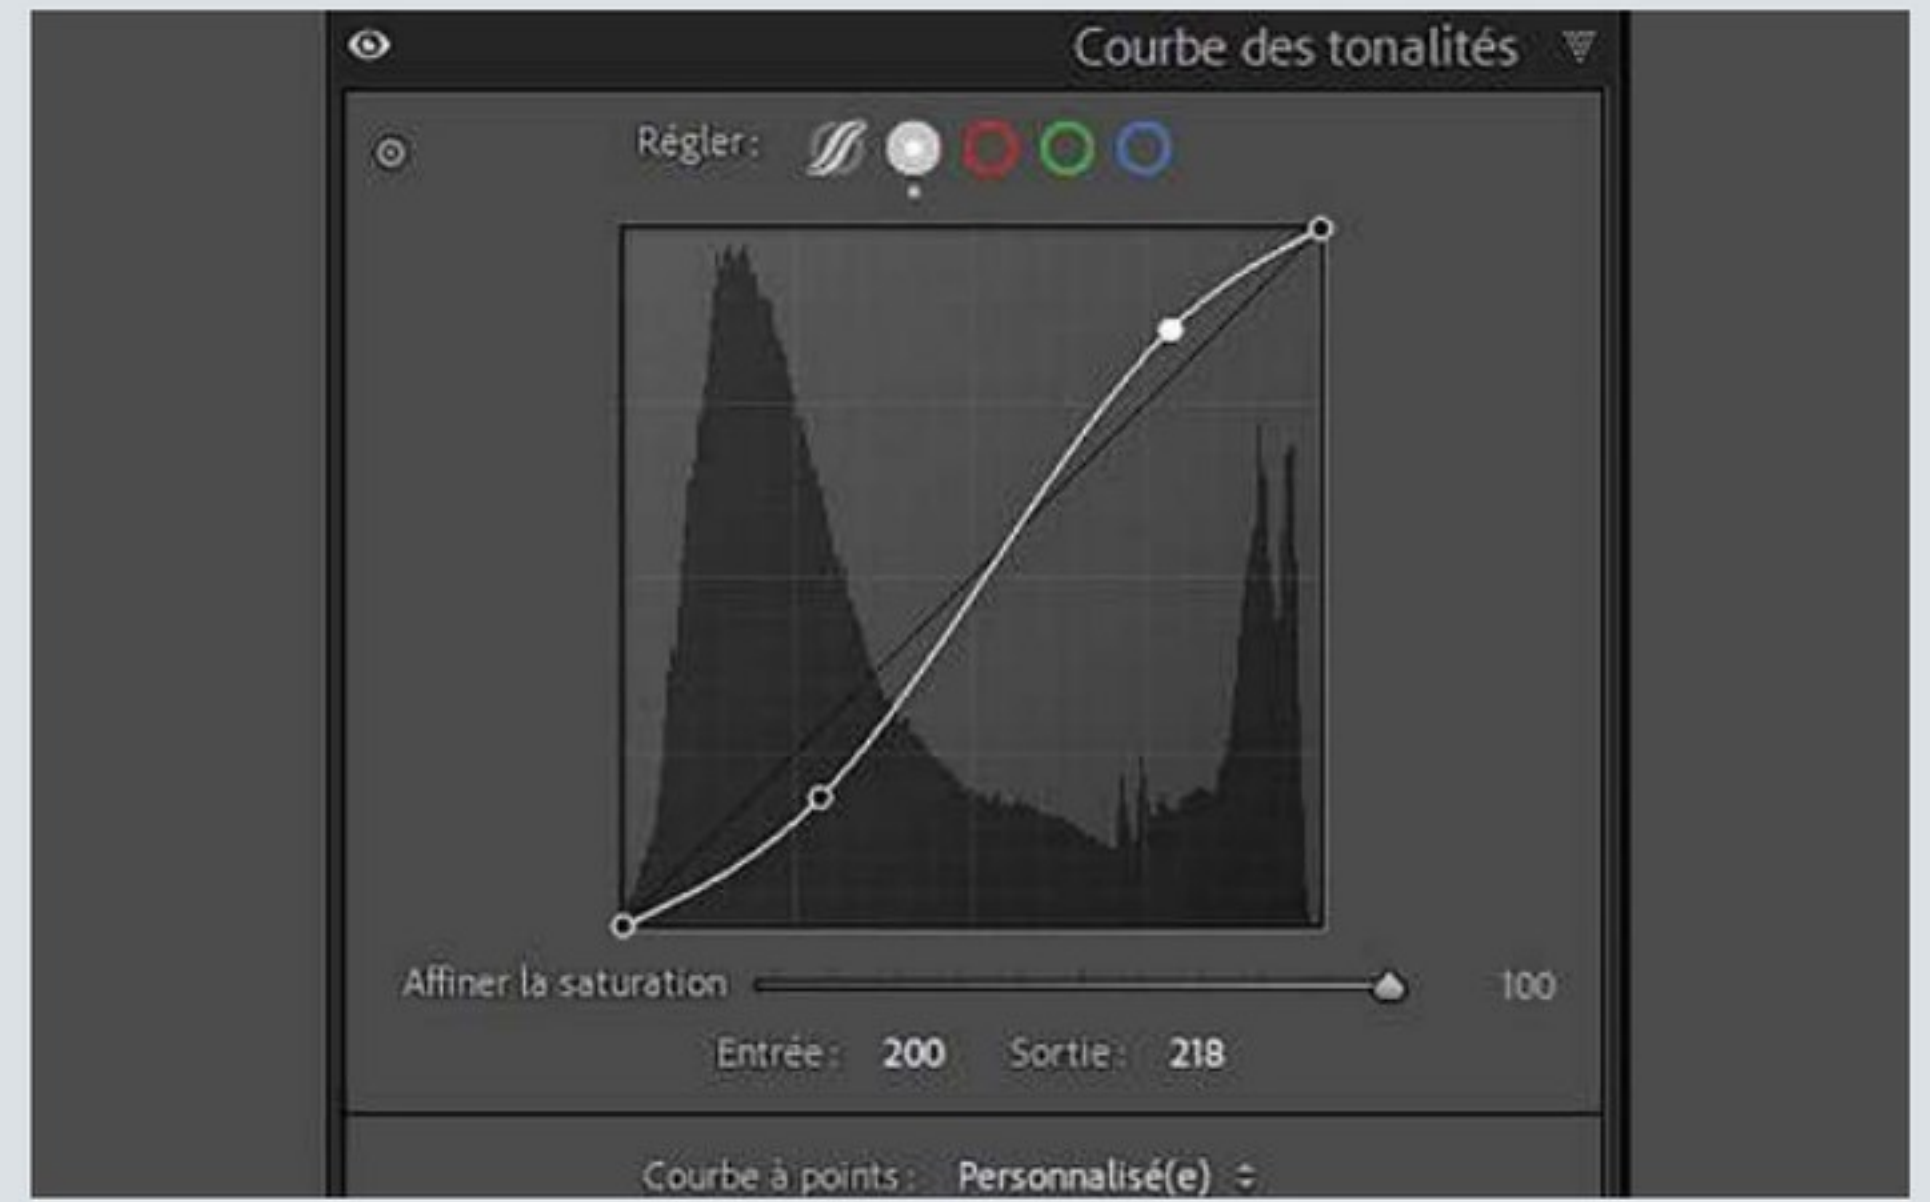 Courbe des tonalités
Régler :
Affiner la saturation 100
Entrée : 200 Sortie : 218
Courbe à points : Personnalisé(e)